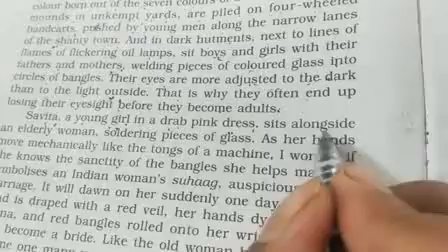 colour born out of the seven colours of
mounds in unkempt yards, are piled on four-wheeled
handcarts, pushed by young men along the narrow lanes
of the shanty town. And in dark hutments, next to lines of
flames of flickering oil lamps, sit boys and girls with their
fathers and mothers, welding pieces of coloured glass into
circles of bangles. Their eyes are more adjusted to the dark
than to the light outside. That is why they often end up
losing their eyesight before they become adults.
Savita, a young girl in a drab pink dress, sits alongside
an elderly woman, soldering pieces of glass. As her hands
move mechanically like the tongs of a machine, I wonder if
she knows the sanctity of the bangles she helps
symbolises an Indian woman's suhaag, auspicious
marriage. It will dawn on her suddenly one day
is draped with a red veil, her hands dy
and red bangles rolled onto her
become a bride. Like the old woman